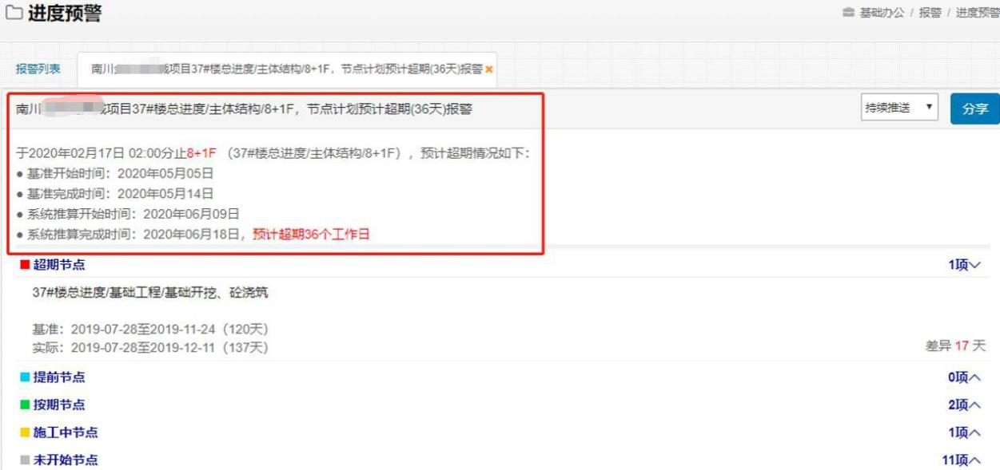 进度预警
基础办公 / 报警 / 进度预警
报警列表
南川 项目37#楼总进度/主体结构/8+1F，节点计划预计超期(36天)报警
南川 项目37#楼总进度/主体结构/8+1F，节点计划预计超期(36天)报警
持续推送
分享
于2020年02月17日 02:00分止8+1F （37#楼总进度/主体结构/8+1F），预计超期情况如下：
● 基准开始时间：2020年05月05日
● 基准完成时间：2020年05月14日
● 系统推算开始时间：2020年06月09日
● 系统推算完成时间：2020年06月18日，预计超期36个工作日
超期节点 1项
37#楼总进度/基础工程/基础开挖、砼浇筑
基准：2019-07-28至2019-11-24（120天）
实际：2019-07-28至2019-12-11（137天）
差异 17 天
提前节点 0项
按期节点 2项
施工中节点 1项
未开始节点 11项